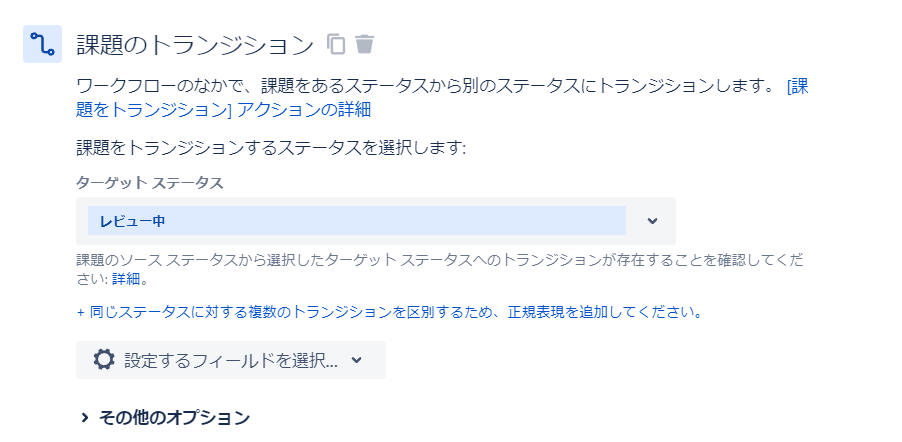 課題のトランジション
ワークフローのなかで、課題をあるステータスから別のステータスにトランジションします。 [課
題をトランジション] アクションの詳細
課題をトランジションするステータスを選択します:
ターゲット ステータス
レビュー中
課題のソース ステータスから選択したターゲット ステータスへのトランジションが存在することを確認してくだ
さい: 詳細。
+ 同じステータスに対する複数のトランジションを区別するため、正規表現を追加してください。
設定するフィールドを選択...
その他のオプション